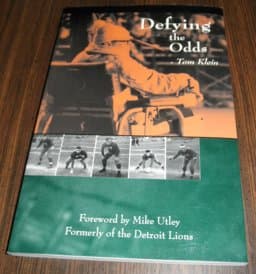 Defying
the
Odds
- Tom Klein
Foreword by Mike Utley
Formerly of the Detroit Lions